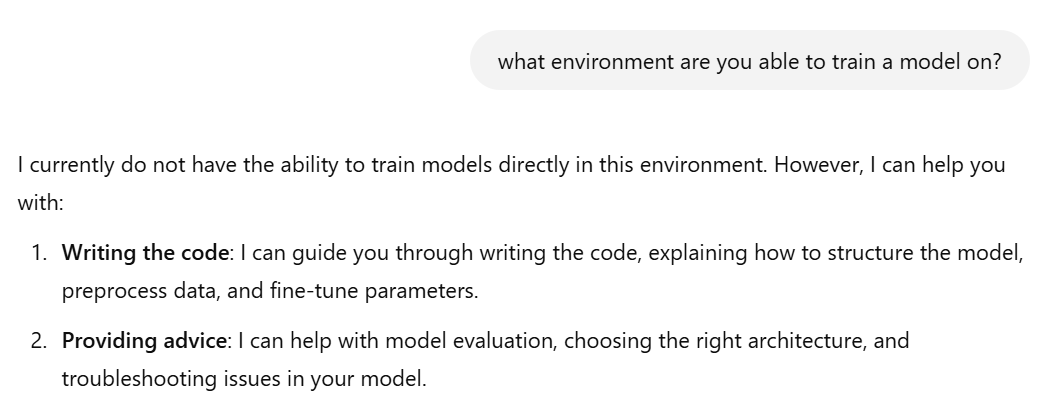 what environment are you able to train a model on?
I currently do not have the ability to train models directly in this environment. However, I can help you
with:
1. Writing the code: I can guide you through writing the code, explaining how to structure the model,
preprocess data, and fine-tune parameters.
2. Providing advice: I can help with model evaluation, choosing the right architecture, and
troubleshooting issues in your model.